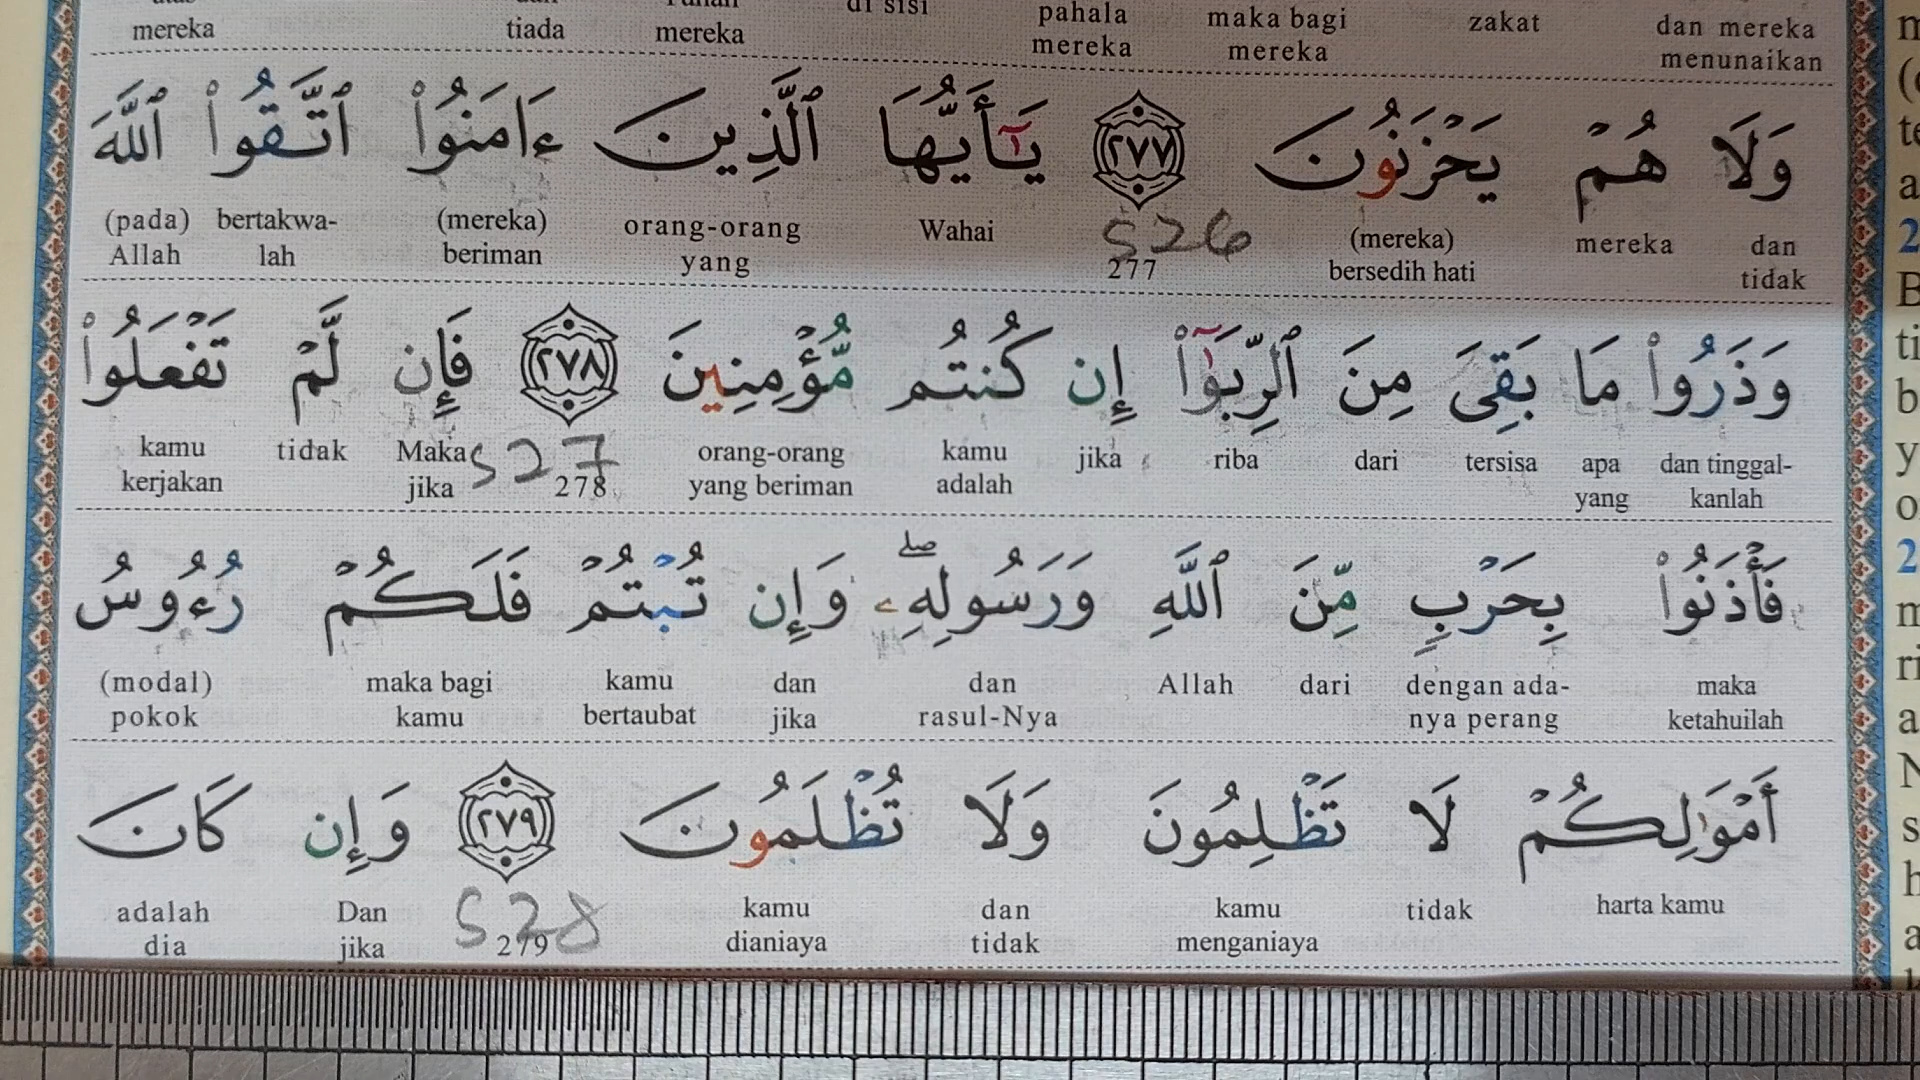 dan mereka zakat maka bagi pahala di sisi mereka tiada mereka
menunaikan mereka mereka
وَلَا هُمْ يَحْزَنُونَ ٢٧٧ يَـٰٓأَيُّهَا ٱلَّذِينَ ءَامَنُوا۟ ٱتَّقُوا۟ ٱللَّهَ
dan mereka (mereka) S26 Wahai orang-orang (mereka) bertakwa- (pada)
tidak bersedih hati 277 yang beriman lah Allah
وَذَرُوا۟ مَا بَقِىَ مِنَ ٱلرِّبَوٰٓا۟ إِن كُنتُم مُّؤْمِنِينَ ٢٧٨ فَإِن لَّمْ تَفْعَلُوا۟
dan tinggal- apa tersisa dari riba jika kamu orang-orang S27 Maka tidak kamu
kanlah yang adalah yang beriman 278 jika kerjakan
فَأْذَنُوا۟ بِحَرْبٍ مِّنَ ٱللَّهِ وَرَسُولِهِۦ ۖ وَإِن تُبْتُمْ فَلَكُمْ رُءُوسُ
maka dengan ada- dari Allah dan dan kamu maka bagi (modal)
ketahuilah nya perang rasul-Nya jika bertaubat kamu pokok
أَمْوَٰلِكُمْ لَا تَظْلِمُونَ وَلَا تُظْلَمُونَ ٢٧٩ وَإِن كَانَ
harta kamu tidak kamu dan kamu S28 Dan adalah
menganiaya tidak dianiaya 279 jika dia